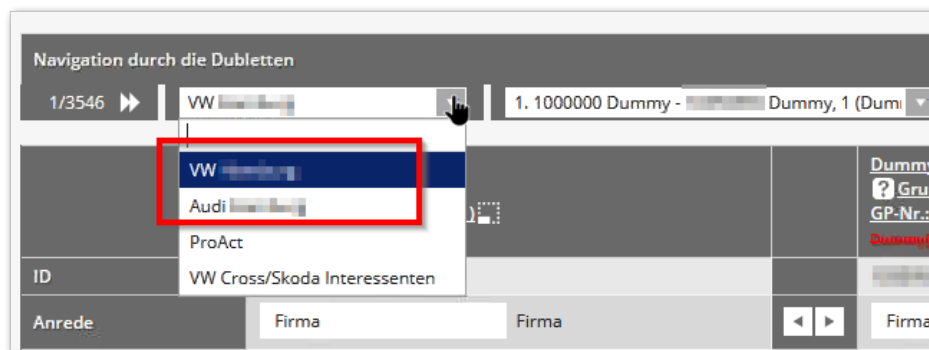 Navigation durch die Dubletten
1/3546
VW
1. 1000000 Dummy - Dummy, 1 (Dum
VW
Audi
ProAct
VW Cross/Skoda Interessenten
Dummy
? Gru
GP-Nr.:
ID
Anrede
Firma
Firma
Firma